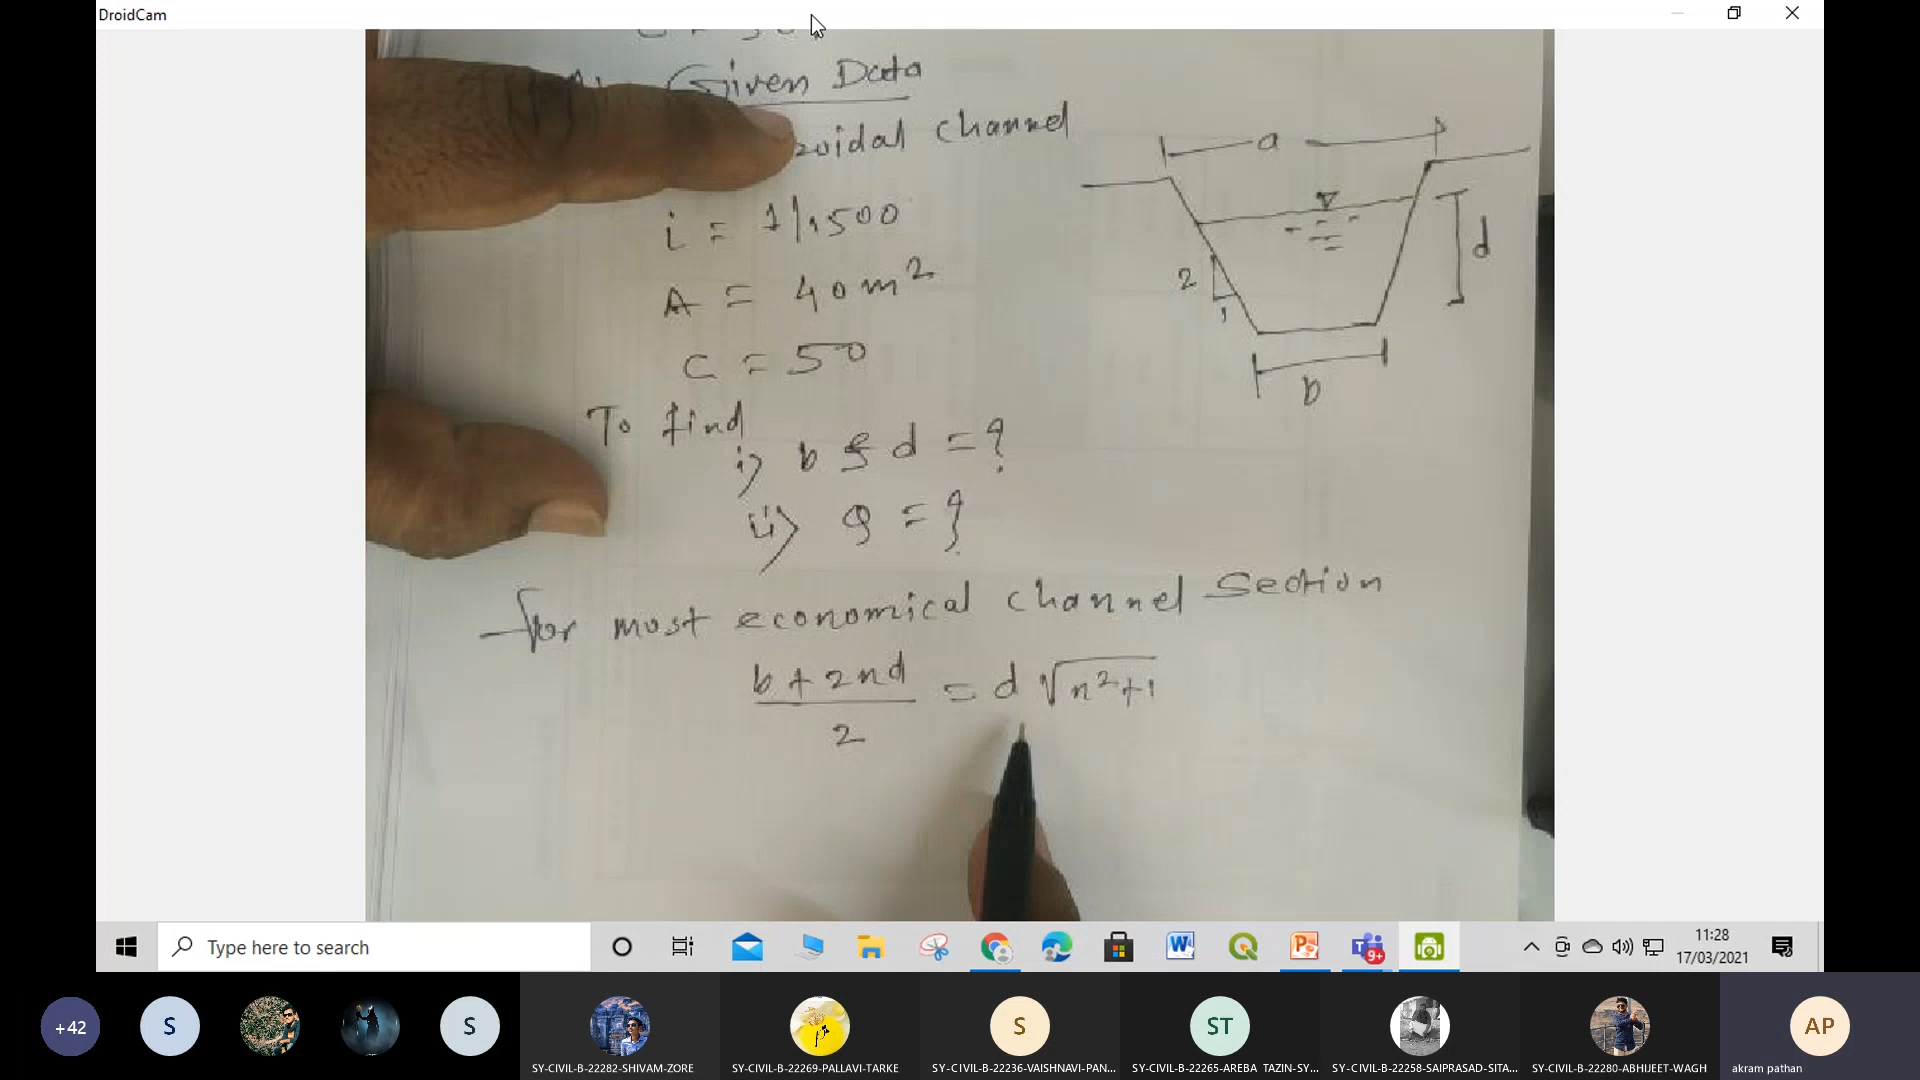 DroidCam
Given Data
zoidal channel
i = 1/1500
A = 40m²
C = 50
To find
i) b & d = ?
ii) Q = ?
a
d
2
1
b
for most economical channel section
b + 2nd / 2 = d √n²+1
Type here to search
9+
11:28
17/03/2021
+42
S
S
S
ST
AP
SY-CIVIL-B-22282-SHIVAM-ZORE
SY-CIVIL-B-22269-PALLAVI-TARKE
SY-CIVIL-B-22236-VAISHNAVI-PAN...
SY-CIVIL-B-22265-AREBA TAZIN-SY...
SY-CIVIL-B-22258-SAIPRASAD-SITA...
SY-CIVIL-B-22280-ABHIJEET-WAGH
akram pathan